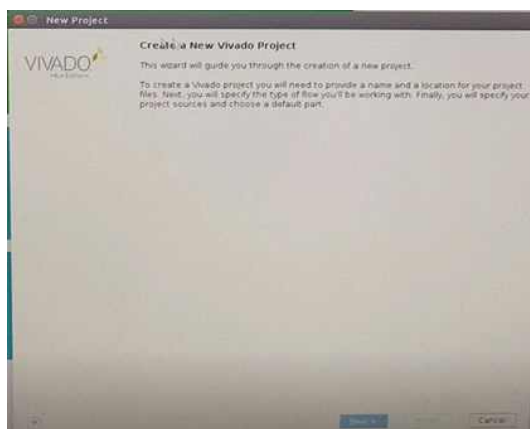 New Project
VIVADO
HLx Editions
Create a New Vivado Project
This wizard will guide you through the creation of a new project.
To create a Vivado project you will need to provide a name and a location for your project
files. Next, you will specify the type of flow you'll be working with. Finally, you will specify your
project sources and choose a default part.
Next >
Cancel